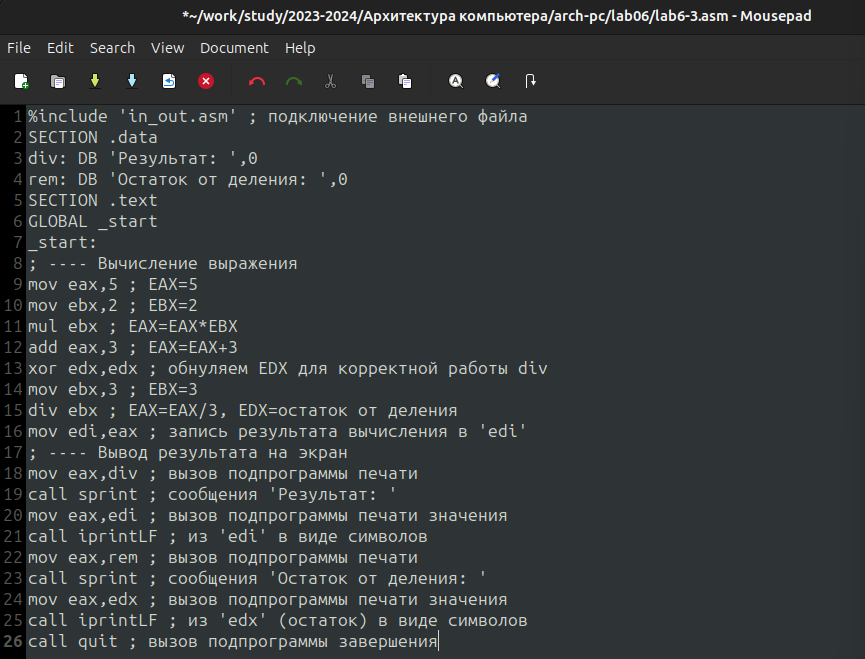 *~/work/study/2023-2024/Архитектура компьютера/arch-pc/lab06/lab6-3.asm - Mousepad
File Edit Search View Document Help
1 %include 'in_out.asm' ; подключение внешнего файла
2 SECTION .data
3 div: DB 'Результат: ',0
4 rem: DB 'Остаток от деления: ',0
5 SECTION .text
6 GLOBAL _start
7 _start:
8 ; ---- Вычисление выражения
9 mov eax,5 ; EAX=5
10 mov ebx,2 ; EBX=2
11 mul ebx ; EAX=EAX*EBX
12 add eax,3 ; EAX=EAX+3
13 xor edx,edx ; обнуляем EDX для корректной работы div
14 mov ebx,3 ; EBX=3
15 div ebx ; EAX=EAX/3, EDX=остаток от деления
16 mov edi,eax ; запись результата вычисления в 'edi'
17 ; ---- Вывод результата на экран
18 mov eax,div ; вызов подпрограммы печати
19 call sprint ; сообщения 'Результат: '
20 mov eax,edi ; вызов подпрограммы печати значения
21 call iprintLF ; из 'edi' в виде символов
22 mov eax,rem ; вызов подпрограммы печати
23 call sprint ; сообщения 'Остаток от деления: '
24 mov eax,edx ; вызов подпрограммы печати значения
25 call iprintLF ; из 'edx' (остаток) в виде символов
26 call quit ; вызов подпрограммы завершения